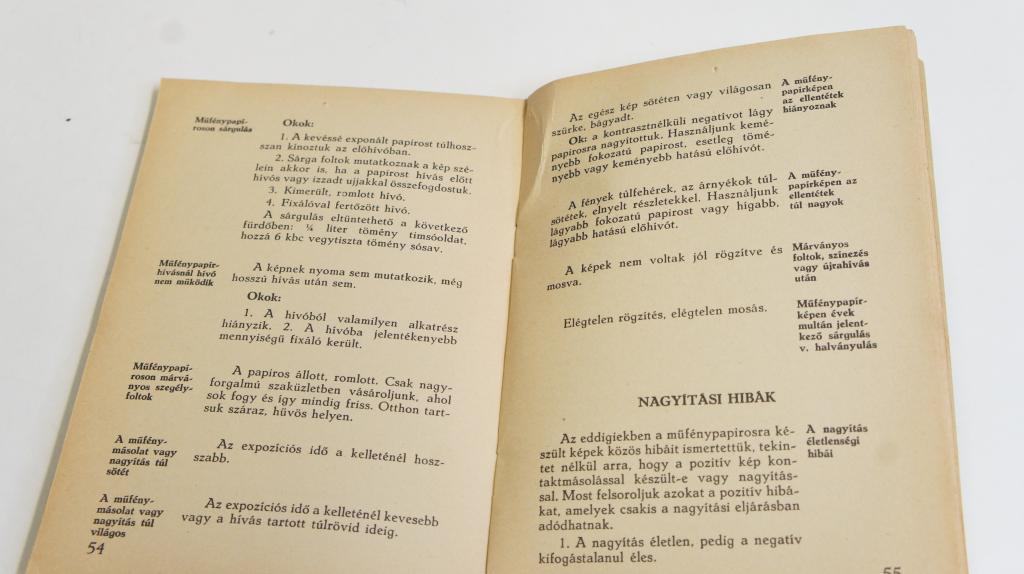 Műfénypapí-
roson sárgulás
Okok:
1. A kevéssé exponált papirost túlhosz-
szan kínoztuk az előhívóban.
2. Sárga foltok mutatkoznak a kép szé-
lein akkor is, ha a papirost hívás előtt
hívós vagy izzadt ujjakkal összefogdostuk.
3. Kimerült, romlott hívó.
4. Fixálóval fertőzött hívó.
A sárgulás eltüntethető a következő
fürdőben: ¼ liter tömény timsóoldat,
hozzá 6 kbc vegytiszta tömény sósav.
Műfénypapír-
hívásnál hívó
nem működik
A képnek nyoma sem mutatkozik, még
hosszú hívás után sem.
Okok:
1. A hívóból valamilyen alkatrész
hiányzik. 2. A hívóba jelentékenyebb
mennyiségű fixáló került.
Műfénypapí-
roson márvá-
nyos szegély-
foltok
A papíros állott, romlott. Csak nagy-
forgalmú szaküzletben vásároljunk, ahol
sok fogy és így mindig friss. Otthon tart-
suk száraz, hűvös helyen.
A műfény-
másolat vagy
nagyítás túl
sötét
Az expozíciós idő a kelleténél hosz-
szabb.
A műfény-
másolat vagy
nagyítás túl
világos
Az expozíciós idő a kelleténél kevesebb
vagy a hívás tartott túlrövid ideig.
54
Az egész kép sötéten vagy világosan
szürke, bágyadt.
Ok: a kontrasztnélküli negatívot lágy
papirosra nagyítottuk. Használjunk kemé-
nyebb fokozatú papirost, esetleg tömé-
nyebb vagy keményebb hatású előhívót.
A műfény-
papírképen
az ellentétek
hiányoznak
A fények túlfehérek, az árnyékok túl-
sötétek, elnyelt részletekkel. Használjunk
lágyabb fokozatú papirost vagy hígabb,
lágyabb hatású előhívót.
A műfény-
papírképen az
ellentétek
túl nagyok
A képek nem voltak jól rögzítve és
mosva.
Márványos
foltok, színezés
vagy újrahívás
után
Elégtelen rögzítés, elégtelen mosás.
Műfénypapír-
képen évek
multán jelent-
kező sárgulás
v. halványulás
NAGYÍTÁSI HIBÁK
Az eddigiekben a műfénypapirosra ké-
szült képek közös hibáit ismertettük, tekin-
tet nélkül arra, hogy a pozitív kép kon-
taktmásolással készült-e vagy nagyítás-
sal. Most felsoroljuk azokat a pozitív hibá-
kat, amelyek csakis a nagyítási eljárásban
adódhatnak.
A nagyítás
életlenségi
hibái
1. A nagyítás életlen, pedig a negatív
kifogástalanul éles.
55